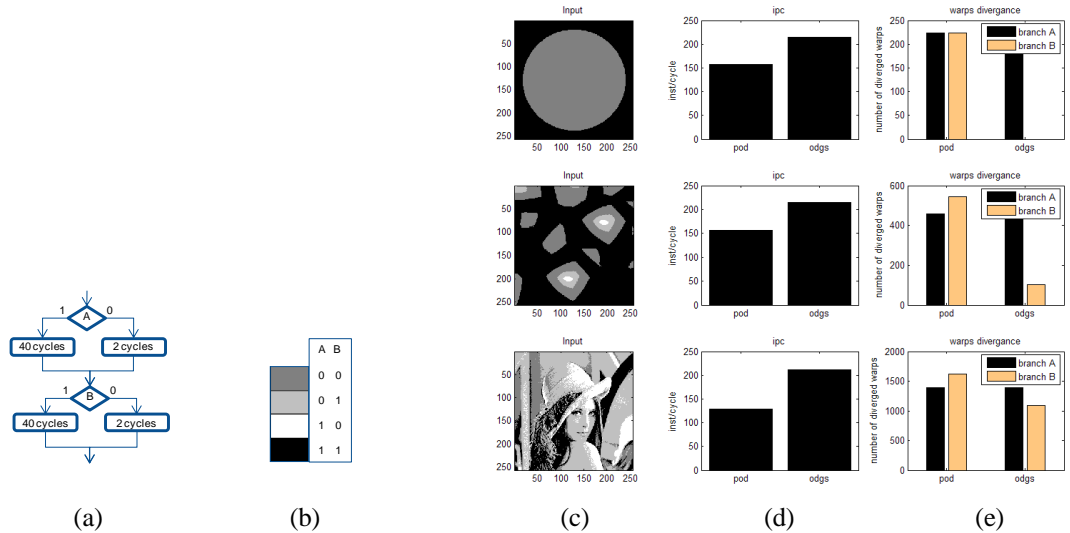 1 A 0
40 cycles 2 cycles
1 B 0
40 cycles 2 cycles
(a)
A B
0 0
0 1
1 0
1 1
(b)
Input
50
100
150
200
250
50 100 150 200 250
Input
50
100
150
200
250
50 100 150 200 250
Input
50
100
150
200
250
50 100 150 200 250
(c)
ipc
250
200
150
100
50
0
inst/cycle
pod odgs
ipc
250
200
150
100
50
0
inst/cycle
pod odgs
ipc
250
200
150
100
50
0
inst/cycle
pod odgs
(d)
warps divergance
250
200
150
100
50
0
number of diverged warps
branch A
branch B
pod odgs
warps divergance
600
400
200
0
number of diverged warps
branch A
branch B
pod odgs
warps divergance
2000
1500
1000
500
0
number of diverged warps
branch A
branch B
pod odgs
(e)